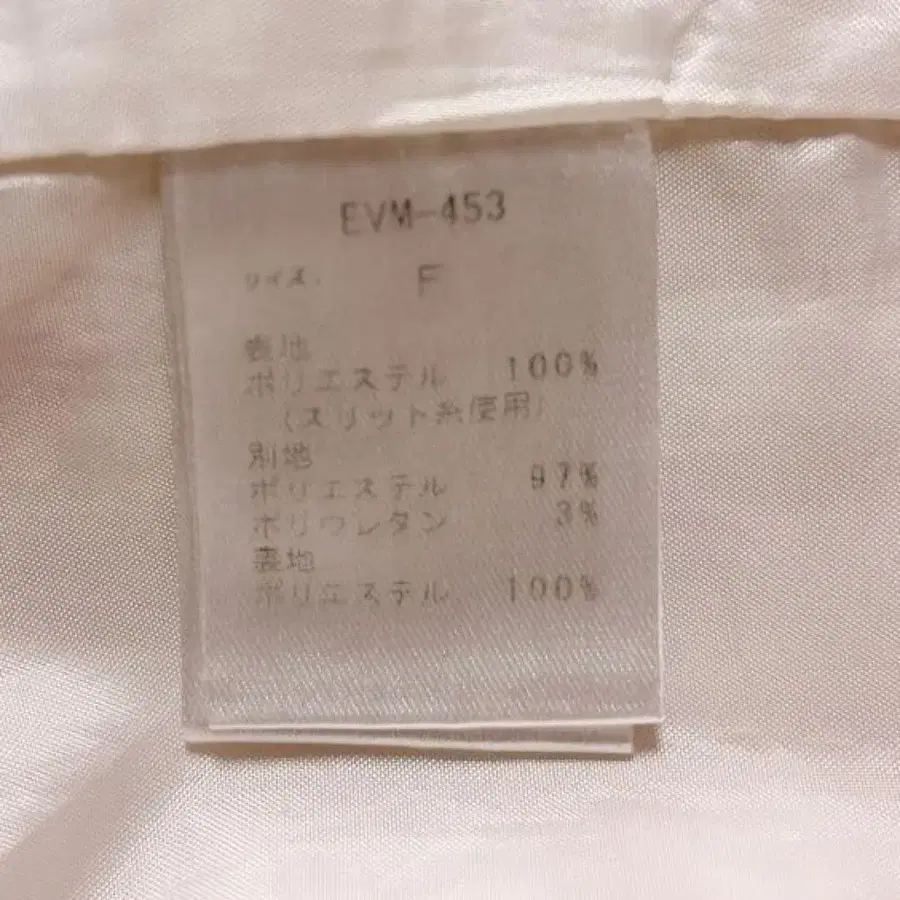 EVM-453
サイズ. F
表地
ポリエステル 100%
(スリット糸使用)
別地
ポリエステル 97%
ポリウレタン 3%
裏地
ポリエステル 100%